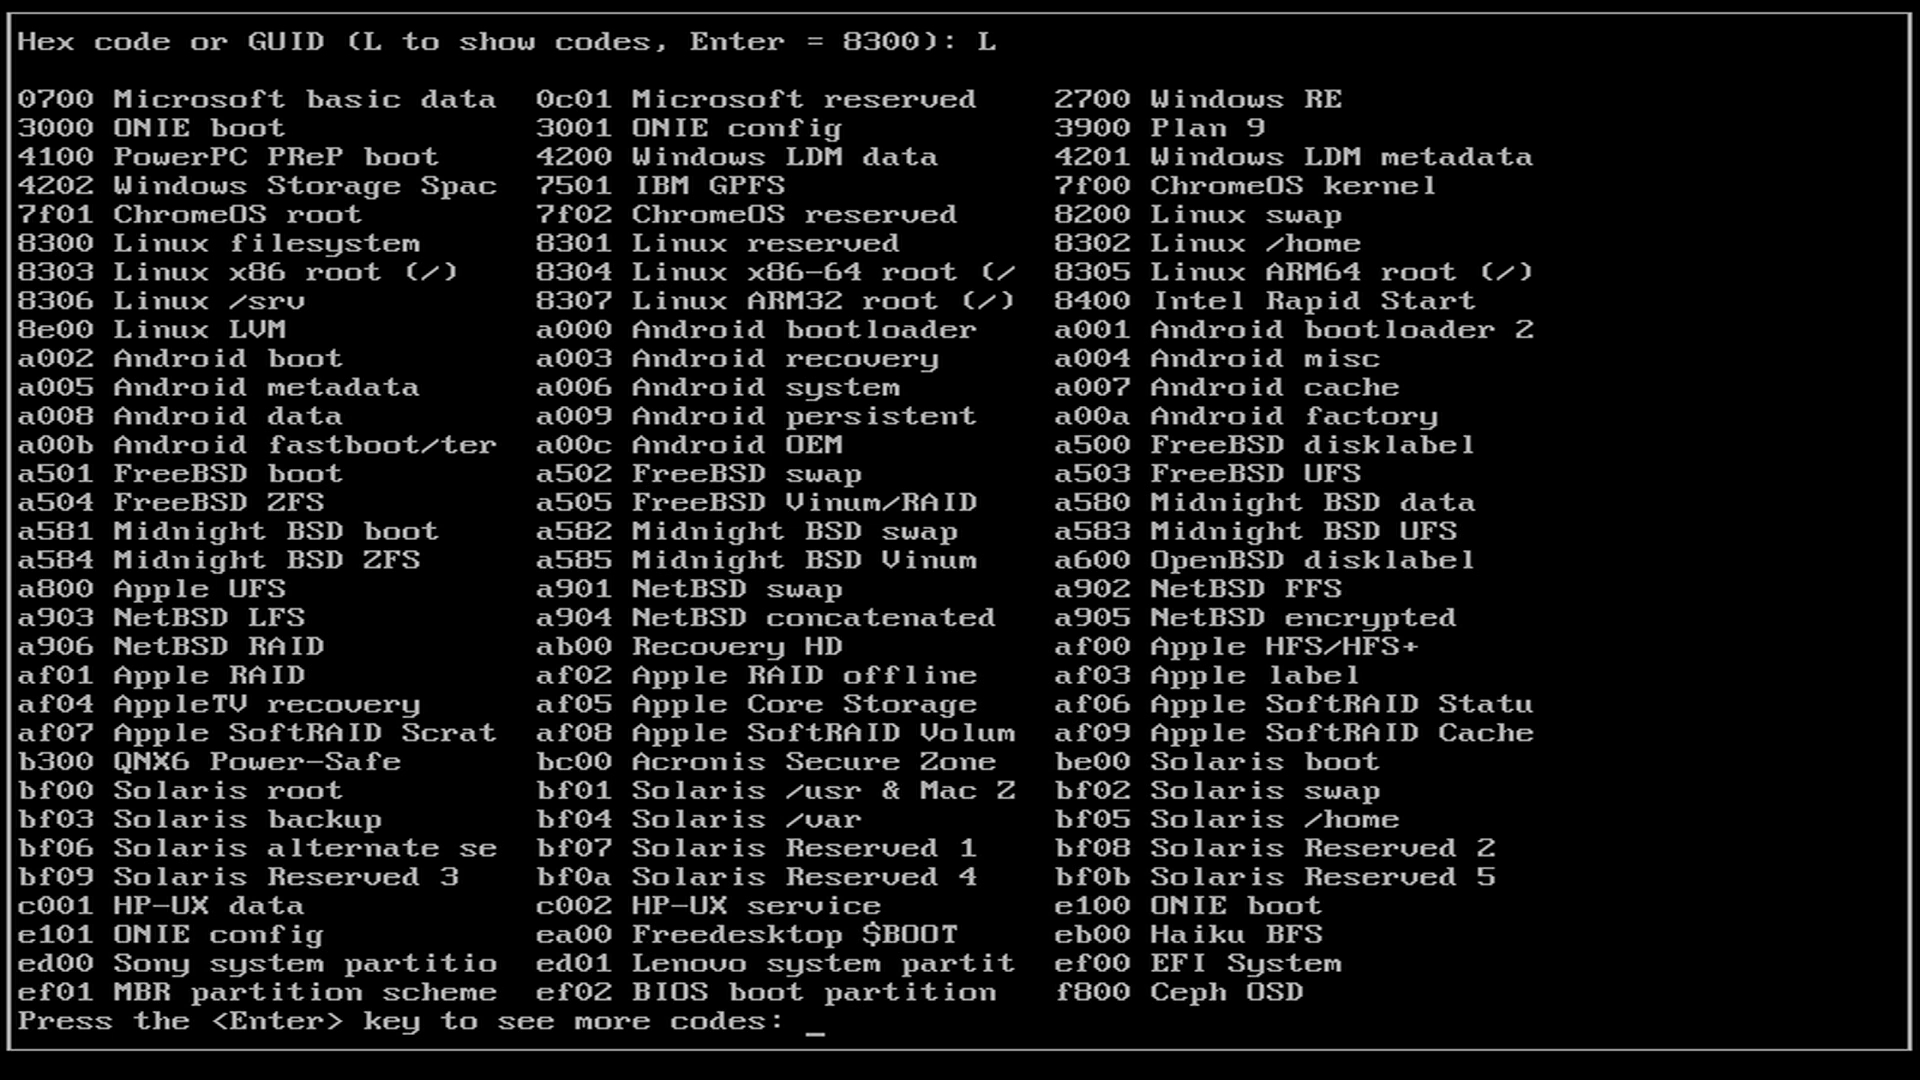 Hex code or GUID (L to show codes, Enter = 8300): L
0700 Microsoft basic data  0c01 Microsoft reserved    2700 Windows RE
3000 ONIE boot             3001 ONIE config           3900 Plan 9
4100 PowerPC PReP boot     4200 Windows LDM data      4201 Windows LDM metadata
4202 Windows Storage Spac  7501 IBM GPFS              7f00 ChromeOS kernel
7f01 ChromeOS root         7f02 ChromeOS reserved     8200 Linux swap
8300 Linux filesystem      8301 Linux reserved        8302 Linux /home
8303 Linux x86 root (/)    8304 Linux x86-64 root (/  8305 Linux ARM64 root (/)
8306 Linux /srv            8307 Linux ARM32 root (/)  8400 Intel Rapid Start
8e00 Linux LVM             a000 Android bootloader    a001 Android bootloader 2
a002 Android boot          a003 Android recovery      a004 Android misc
a005 Android metadata      a006 Android system        a007 Android cache
a008 Android data          a009 Android persistent    a00a Android factory
a00b Android fastboot/ter  a00c Android OEM           a500 FreeBSD disklabel
a501 FreeBSD boot          a502 FreeBSD swap          a503 FreeBSD UFS
a504 FreeBSD ZFS           a505 FreeBSD Vinum/RAID    a580 Midnight BSD data
a581 Midnight BSD boot     a582 Midnight BSD swap     a583 Midnight BSD UFS
a584 Midnight BSD ZFS      a585 Midnight BSD Vinum    a600 OpenBSD disklabel
a800 Apple UFS             a901 NetBSD swap           a902 NetBSD FFS
a903 NetBSD LFS            a904 NetBSD concatenated   a905 NetBSD encrypted
a906 NetBSD RAID           ab00 Recovery HD           af00 Apple HFS/HFS+
af01 Apple RAID            af02 Apple RAID offline    af03 Apple label
af04 AppleTV recovery      af05 Apple Core Storage    af06 Apple SoftRAID Statu
af07 Apple SoftRAID Scrat  af08 Apple SoftRAID Volum  af09 Apple SoftRAID Cache
b300 QNX6 Power-Safe       bc00 Acronis Secure Zone   be00 Solaris boot
bf00 Solaris root          bf01 Solaris /usr & Mac Z  bf02 Solaris swap
bf03 Solaris backup        bf04 Solaris /var          bf05 Solaris /home
bf06 Solaris alternate se  bf07 Solaris Reserved 1    bf08 Solaris Reserved 2
bf09 Solaris Reserved 3    bf0a Solaris Reserved 4    bf0b Solaris Reserved 5
c001 HP-UX data            c002 HP-UX service         e100 ONIE boot
e101 ONIE config           ea00 Freedesktop $BOOT     eb00 Haiku BFS
ed00 Sony system partitio  ed01 Lenovo system partit  ef00 EFI System
ef01 MBR partition scheme  ef02 BIOS boot partition   f800 Ceph OSD
Press the <Enter> key to see more codes: _